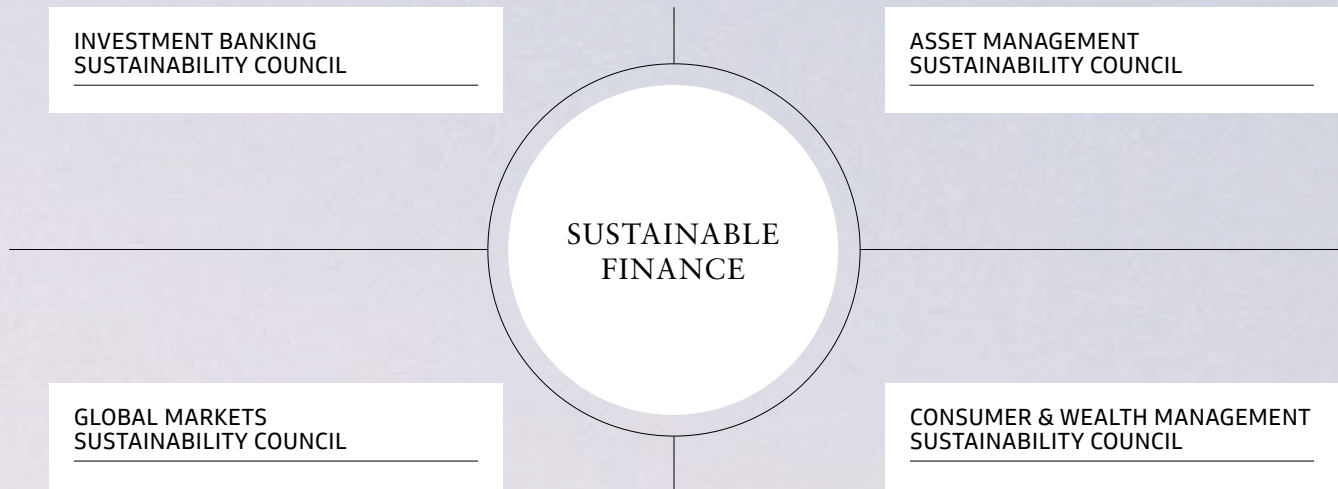 INVESTMENT BANKING
SUSTAINABILITY COUNCIL
ASSET MANAGEMENT
SUSTAINABILITY COUNCIL
SUSTAINABLE
FINANCE
GLOBAL MARKETS
SUSTAINABILITY COUNCIL
CONSUMER & WEALTH MANAGEMENT
SUSTAINABILITY COUNCIL